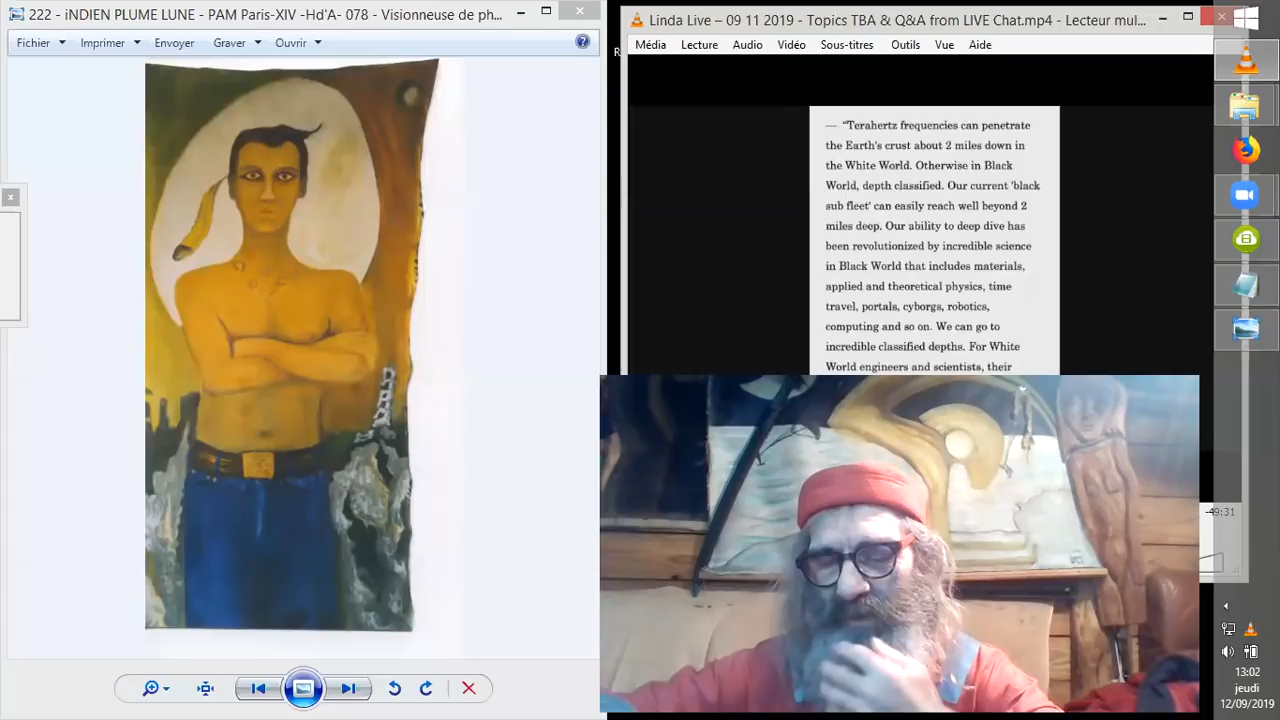 222 - iNDIEN PLUME LUNE - PAM Paris-XIV -Hd'A- 078 - Visionneuse de ph...
Fichier Imprimer Envoyer Graver Ouvrir
Linda Live – 09 11 2019 - Topics TBA & Q&A from LIVE Chat.mp4 - Lecteur mul...
Média Lecture Audio Vidéo Sous-titres Outils Vue Aide
R
— "Terahertz frequencies can penetrate
the Earth's crust about 2 miles down in
the White World. Otherwise in Black
World, depth classified. Our current 'black
sub fleet' can easily reach well beyond 2
miles deep. Our ability to deep dive has
been revolutionized by incredible science
in Black World that includes materials,
applied and theoretical physics, time
travel, portals, cyborgs, robotics,
computing and so on. We can go to
incredible classified depths. For White
World engineers and scientists, their
-49:31
13:02
jeudi
12/09/2019